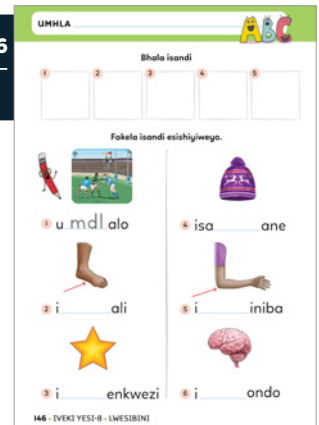 6
UMHLA
ABC
Bhala isandi
1 2 3 4 5
Fakela isandi esishiyiweyo.
1 u mdl alo
4 isa ane
2 i ali
5 i iniba
3 i enkwezi
6 i ondo
146 • IVEKI YESI-8 • LWESIBINI